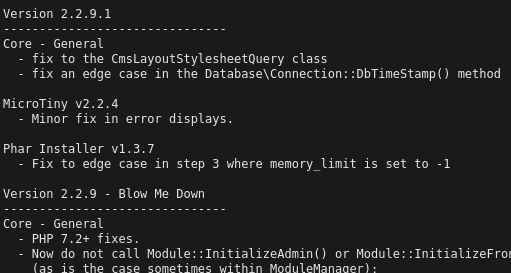 Version 2.2.9.1
-------------------------------
Core - General
  - fix to the CmsLayoutStylesheetQuery class
  - fix an edge case in the Database\Connection::DbTimeStamp() method

MicroTiny v2.2.4
  - Minor fix in error displays.

Phar Installer v1.3.7
  - Fix to edge case in step 3 where memory_limit is set to -1

Version 2.2.9 - Blow Me Down
-------------------------------
Core - General
  - PHP 7.2+ fixes.
  - Now do not call Module::InitializeAdmin() or Module::InitializeFron
    (as is the case sometimes within ModuleManager);